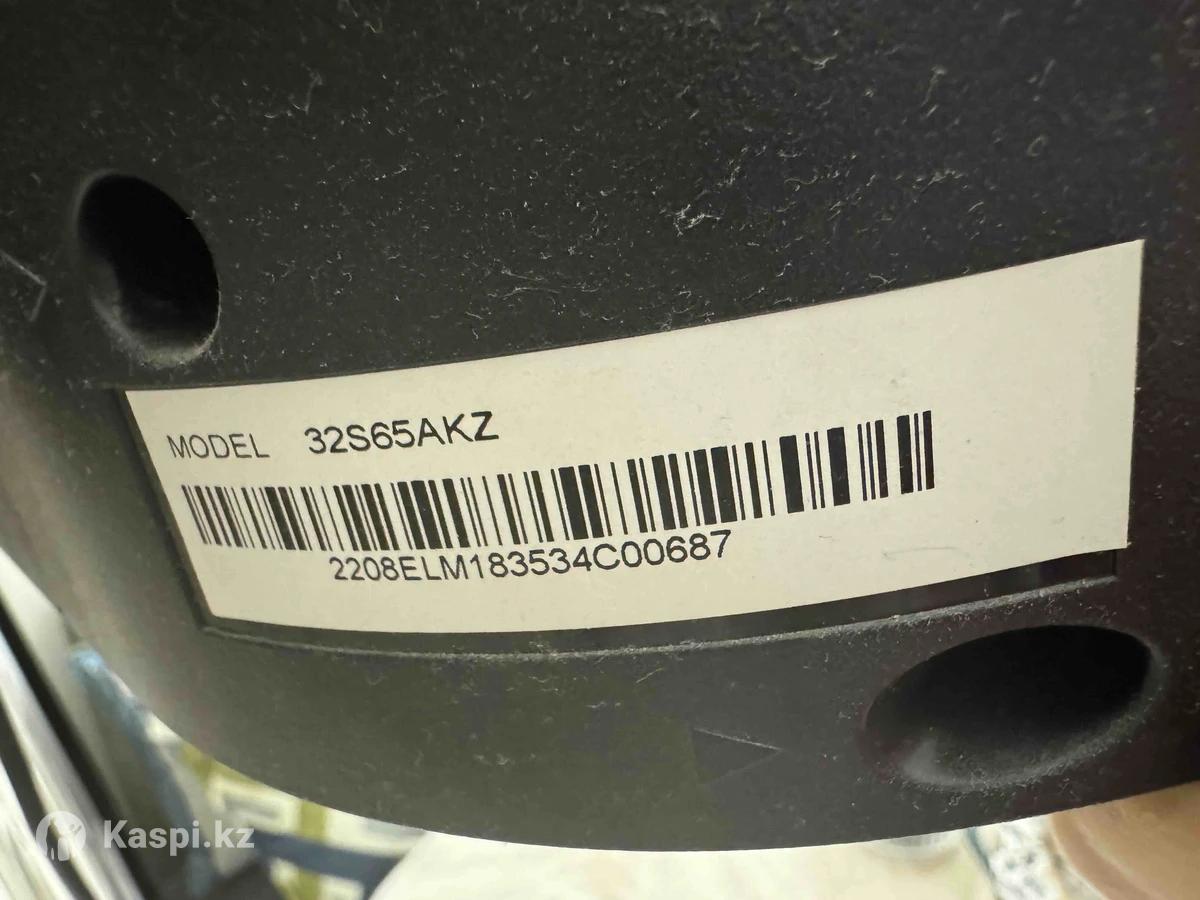 MODEL 32S65AKZ
2208ELM183534C00687
Kaspi.kz